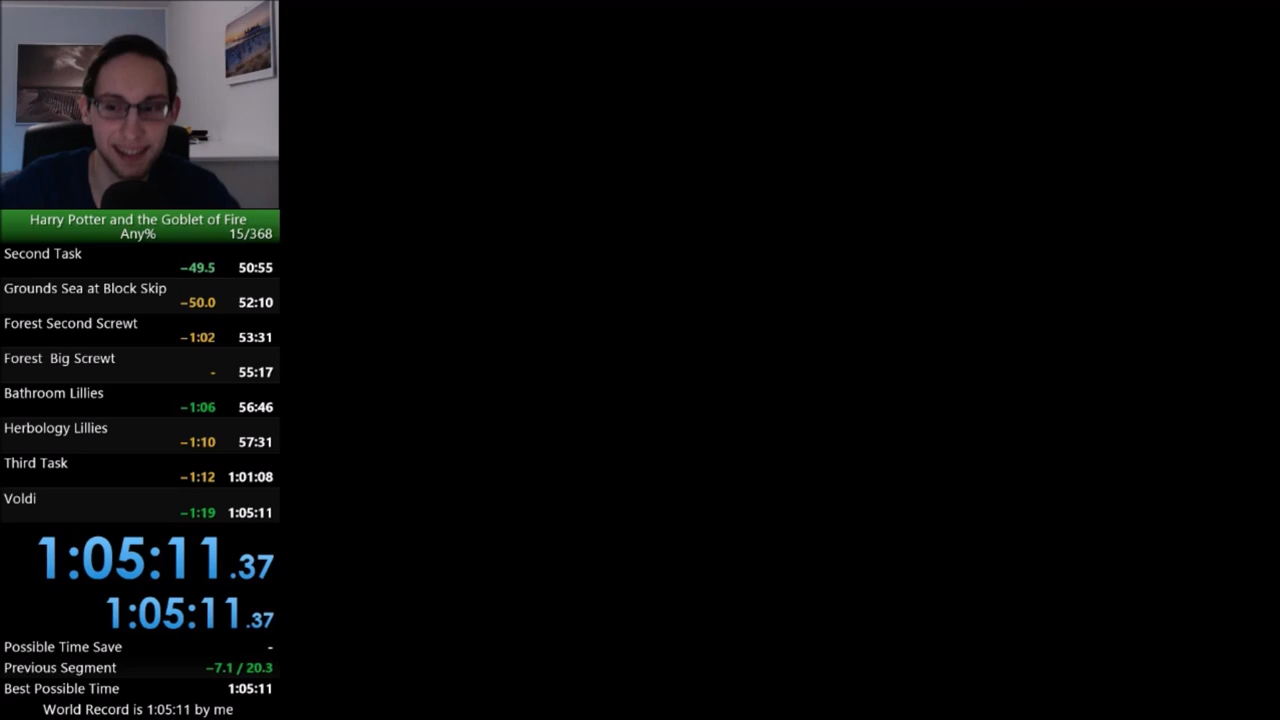 Harry Potter and the Goblet of Fire
Any% 15/368
Second Task
−49.5 50:55
Grounds Sea at Block Skip
−50.0 52:10
Forest Second Screwt
−1:02 53:31
Forest  Big Screwt
- 55:17
Bathroom Lillies
−1:06 56:46
Herbology Lillies
−1:10 57:31
Third Task
−1:12 1:01:08
Voldi
−1:19 1:05:11
1:05:11.37
1:05:11.37
Possible Time Save -
Previous Segment −7.1 / 20.3
Best Possible Time 1:05:11
World Record is 1:05:11 by me